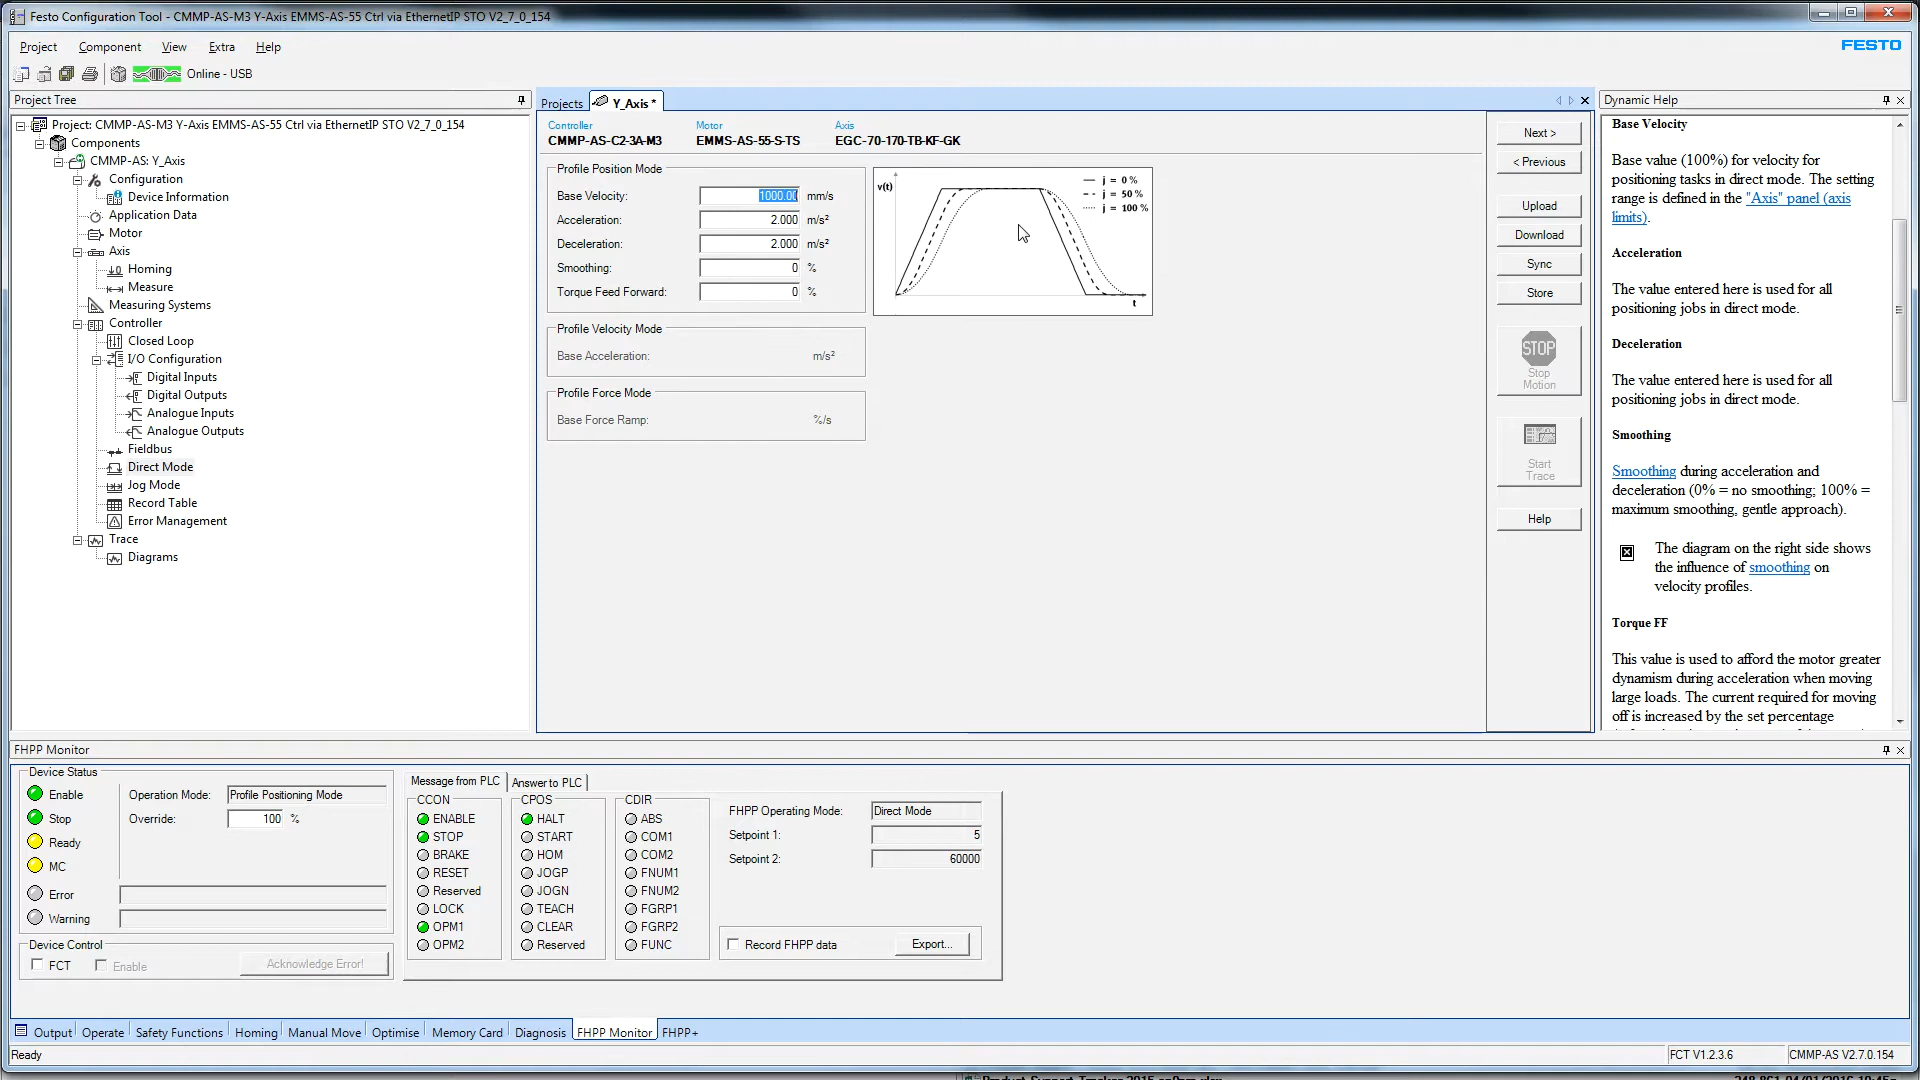 Festo Configuration Tool - CMMP-AS-M3 Y-Axis EMMS-AS-55 Ctrl via EthernetIP STO V2_7_0_154
Project Component View Extra Help
FESTO
Online - USB
Project Tree
Project: CMMP-AS-M3 Y-Axis EMMS-AS-55 Ctrl via EthernetIP STO V2_7_0_154
Components
CMMP-AS: Y_Axis
Configuration
Device Information
Application Data
Motor
Axis
Homing
Measure
Measuring Systems
Controller
Closed Loop
I/O Configuration
Digital Inputs
Digital Outputs
Analogue Inputs
Analogue Outputs
Fieldbus
Direct Mode
Jog Mode
Record Table
Error Management
Trace
Diagrams
Projects Y_Axis *
Controller Motor Axis
CMMP-AS-C2-3A-M3 EMMS-AS-55-S-TS EGC-70-170-TB-KF-GK
Profile Position Mode
Base Velocity: 1000.00 mm/s
Acceleration: 2.000 m/s²
Deceleration: 2.000 m/s²
Smoothing: 0 %
Torque Feed Forward: 0 %
v(t)
j = 0 %
j = 50 %
j = 100 %
t
Profile Velocity Mode
Base Acceleration: m/s²
Profile Force Mode
Base Force Ramp: %/s
Next >
< Previous
Upload
Download
Sync
Store
STOP
Stop
Motion
Start
Trace
Help
Dynamic Help
Base Velocity
Base value (100%) for velocity for
positioning tasks in direct mode. The setting
range is defined in the "Axis" panel (axis
limits).
Acceleration
The value entered here is used for all
positioning jobs in direct mode.
Deceleration
The value entered here is used for all
positioning jobs in direct mode.
Smoothing
Smoothing during acceleration and
deceleration (0% = no smoothing; 100% =
maximum smoothing, gentle approach).
The diagram on the right side shows
the influence of smoothing on
velocity profiles.
Torque FF
This value is used to afford the motor greater
dynamism during acceleration when moving
large loads. The current required for moving
off is increased by the set percentage
FHPP Monitor
Device Status
Enable
Stop
Ready
MC
Error
Warning
Operation Mode: Profile Positioning Mode
Override: 100 %
Device Control
FCT Enable Acknowledge Error!
Message from PLC Answer to PLC
CCON
ENABLE
STOP
BRAKE
RESET
Reserved
LOCK
OPM1
OPM2
CPOS
HALT
START
HOM
JOGP
JOGN
TEACH
CLEAR
Reserved
CDIR
ABS
COM1
COM2
FNUM1
FNUM2
FGRP1
FGRP2
FUNC
FHPP Operating Mode: Direct Mode
Setpoint 1: 5
Setpoint 2: 60000
Record FHPP data Export...
Output Operate Safety Functions Homing Manual Move Optimise Memory Card Diagnosis FHPP Monitor FHPP+
Ready
FCT V1.2.3.6 CMMP-AS V2.7.0.154